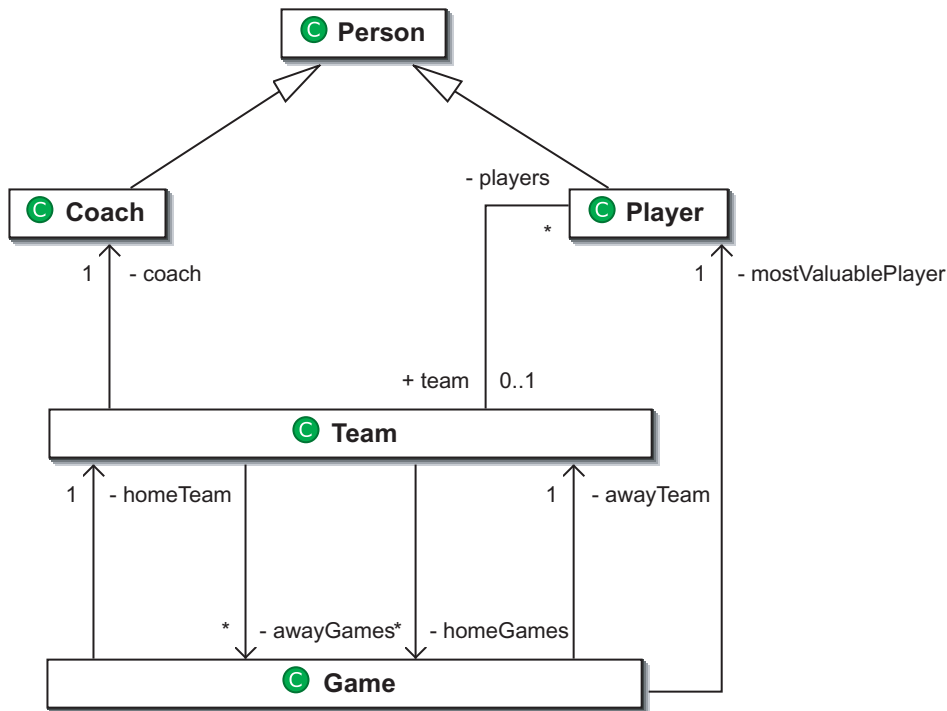 C Person
- players
C Coach
C Player
*
1 - coach
1 - mostValuablePlayer
+ team 0..1
C Team
1 - homeTeam
1 - awayTeam
* - awayGames
* - homeGames
C Game